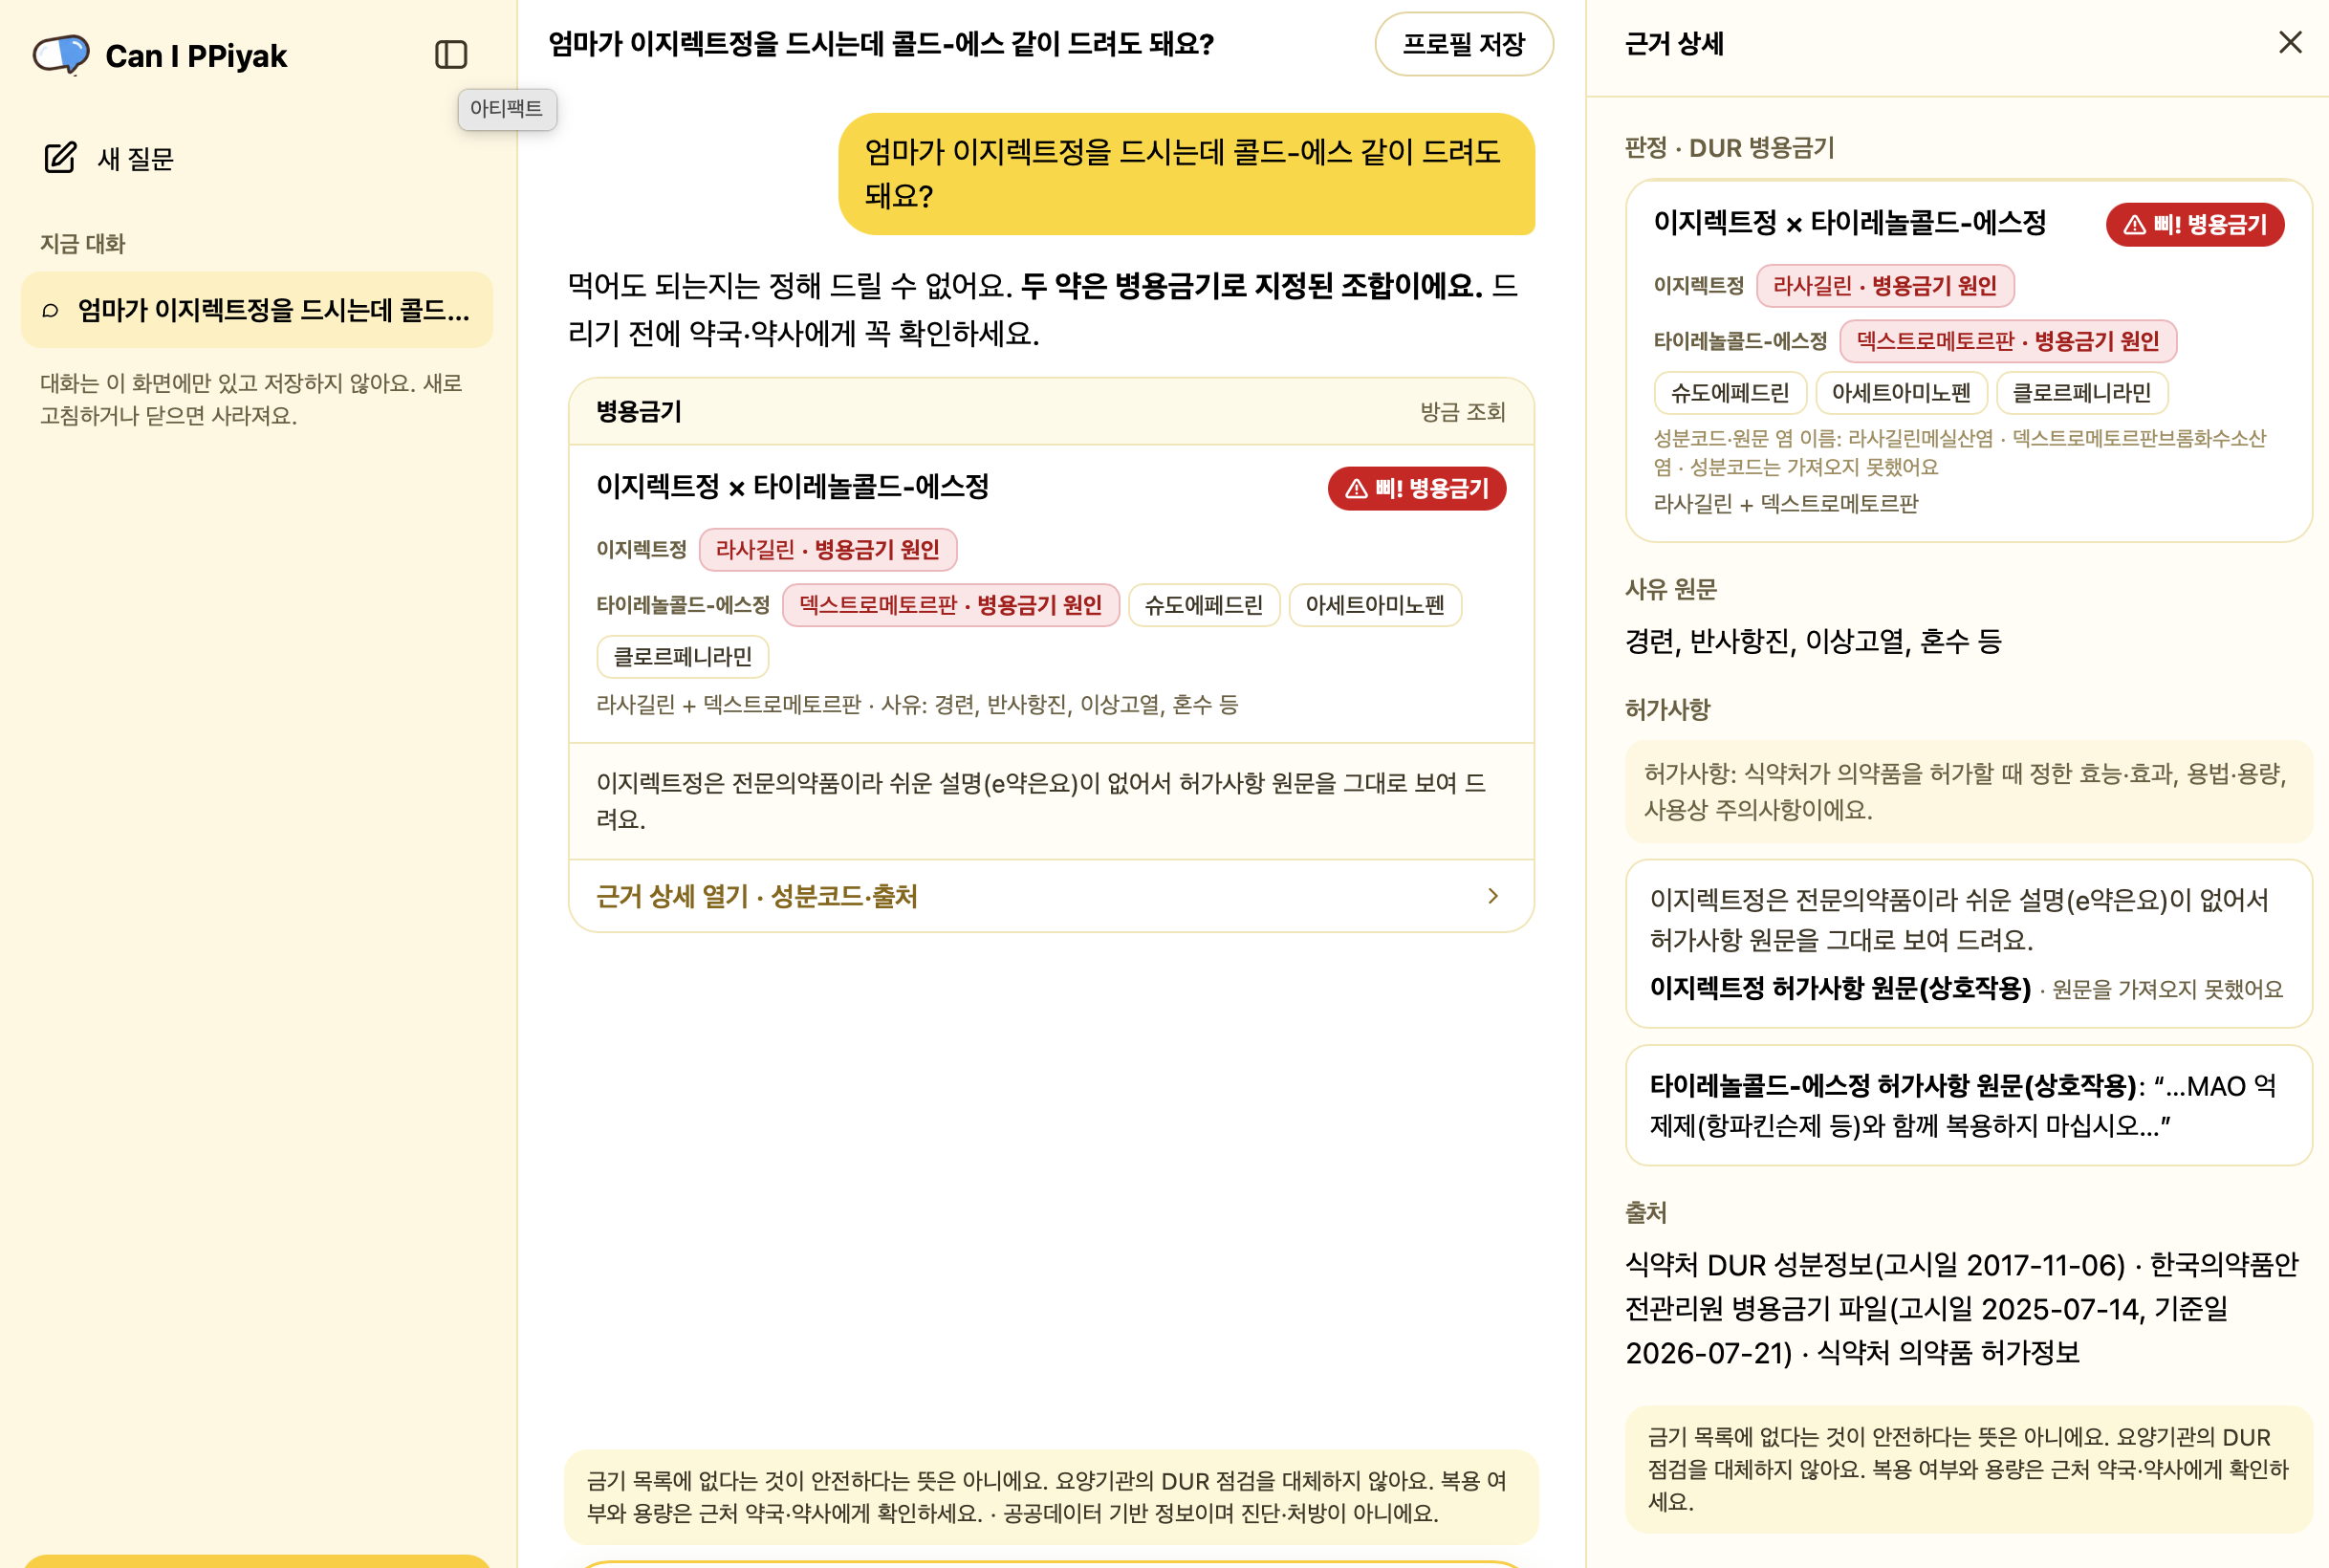 Can I PPiyak
아티팩트
새 질문
지금 대화
엄마가 이지렉트정을 드시는데 콜드...
대화는 이 화면에만 있고 저장하지 않아요. 새로
고침하거나 닫으면 사라져요.
엄마가 이지렉트정을 드시는데 콜드-에스 같이 드려도 돼요?
프로필 저장
엄마가 이지렉트정을 드시는데 콜드-에스 같이 드려도
돼요?
먹어도 되는지는 정해 드릴 수 없어요. 두 약은 병용금기로 지정된 조합이에요. 드
리기 전에 약국·약사에게 꼭 확인하세요.
병용금기
방금 조회
이지렉트정 × 타이레놀콜드-에스정
삐! 병용금기
이지렉트정 라사길린 · 병용금기 원인
타이레놀콜드-에스정 덱스트로메토르판 · 병용금기 원인 슈도에페드린 아세트아미노펜
클로르페니라민
라사길린 + 덱스트로메토르판 · 사유: 경련, 반사항진, 이상고열, 혼수 등
이지렉트정은 전문의약품이라 쉬운 설명(e약은요)이 없어서 허가사항 원문을 그대로 보여 드
려요.
근거 상세 열기 · 성분코드·출처
금기 목록에 없다는 것이 안전하다는 뜻은 아니에요. 요양기관의 DUR 점검을 대체하지 않아요. 복용 여
부와 용량은 근처 약국·약사에게 확인하세요. · 공공데이터 기반 정보이며 진단·처방이 아니에요.
근거 상세
판정 · DUR 병용금기
이지렉트정 × 타이레놀콜드-에스정
삐! 병용금기
이지렉트정 라사길린 · 병용금기 원인
타이레놀콜드-에스정 덱스트로메토르판 · 병용금기 원인
슈도에페드린 아세트아미노펜 클로르페니라민
성분코드·원문 염 이름: 라사길린메실산염 · 덱스트로메토르판브롬화수소산
염 · 성분코드는 가져오지 못했어요
라사길린 + 덱스트로메토르판
사유 원문
경련, 반사항진, 이상고열, 혼수 등
허가사항
허가사항: 식약처가 의약품을 허가할 때 정한 효능·효과, 용법·용량,
사용상 주의사항이에요.
이지렉트정은 전문의약품이라 쉬운 설명(e약은요)이 없어서
허가사항 원문을 그대로 보여 드려요.
이지렉트정 허가사항 원문(상호작용) · 원문을 가져오지 못했어요
타이레놀콜드-에스정 허가사항 원문(상호작용): “...MAO 억
제제(항파킨슨제 등)와 함께 복용하지 마십시오...”
출처
식약처 DUR 성분정보(고시일 2017-11-06) · 한국의약품안
전관리원 병용금기 파일(고시일 2025-07-14, 기준일
2026-07-21) · 식약처 의약품 허가정보
금기 목록에 없다는 것이 안전하다는 뜻은 아니에요. 요양기관의 DUR
점검을 대체하지 않아요. 복용 여부와 용량은 근처 약국·약사에게 확인하
세요.